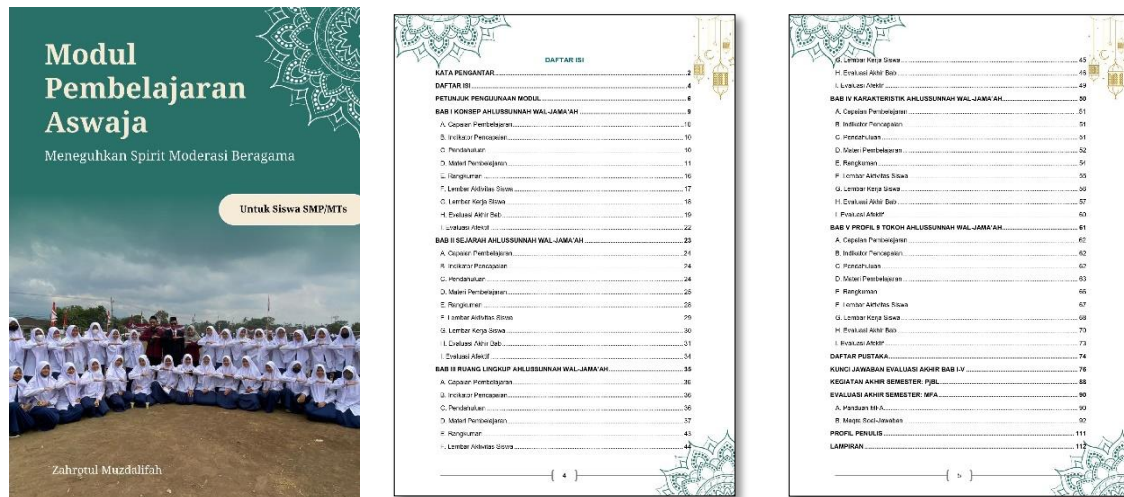 Modul
Pembelajaran
Aswaja
Meneguhkan Spirit Moderasi Beragama
Untuk Siswa SMP/MTs
Zahrotul Muzdalifah
DAFTAR ISI
KATA PENGANTAR 2
DAFTAR ISI 4
PETUNJUK PENGUNAAN MODUL 6
BAB I KONSEP AHLUSSUNNAH WAL-JAMA'AH 9
A. Capaian Pembelajaran 10
B. Indikator Pencapaian 10
C. Pendahuluan 10
D. Materi Pembelajaran 11
E. Rangkuman 16
F. Lembar Aktivitas Siswa 17
G. Lembar Kerja Siswa 18
H. Evaluasi Akhir Bab 19
I. Evaluasi Afektif 22
BAB II SEJARAH AHLUSSUNNAH WAL-JAMA'AH 23
A. Capaian Pembelajaran 24
B. Indikator Pencapaian 24
C. Pendahuluan 24
D. Materi Pembelajaran 25
E. Rangkuman 28
F. Lembar Aktivitas Siswa 29
G. Lembar Kerja Siswa 30
H. Evaluasi Akhir Bab 31
I. Evaluasi Afektif 34
BAB III RUANG LINGKUP AHLUSSUNNAH WAL-JAMA'AH 35
A. Capaian Pembelajaran 36
B. Indikator Pencapaian 36
C. Pendahuluan 36
D. Materi Pembelajaran 37
E. Rangkuman 43
F. Lembar Aktivitas Siswa 44
4
G. Lembar Kerja Siswa 45
H. Evaluasi Akhir Bab 46
I. Evaluasi Afektif 49
BAB IV KARAKTERISTIK AHLUSSUNNAH WAL-JAMA'AH 50
A. Capaian Pembelajaran 51
B. Indikator Pencapaian 51
C. Pendahuluan 51
D. Materi Pembelajaran 52
E. Rangkuman 54
F. Lembar Aktivitas Siswa 55
G. Lembar Kerja Siswa 56
H. Evaluasi Akhir Bab 57
I. Evaluasi Afektif 60
BAB V PROFIL 9 TOKOH AHLUSSUNNAH WAL-JAMA'AH 61
A. Capaian Pembelajaran 62
B. Indikator Pencapaian 62
C. Pendahuluan 62
D. Materi Pembelajaran 63
E. Rangkuman 66
F. Lembar Aktivitas Siswa 67
G. Lembar Kerja Siswa 68
H. Evaluasi Akhir Bab 70
I. Evaluasi Afektif 73
DAFTAR PUSTAKA 74
KUNCI JAWABAN EVALUASI AKHIR BAB I-V 76
KEGIATAN AKHIR SEMESTER: PjBL 88
EVALUASI AKHIR SEMESTER: MFA 90
A. Panduan MFA 90
B. Maqra Soal-Jawaban 92
PROFIL PENULIS 111
LAMPIRAN 112
5